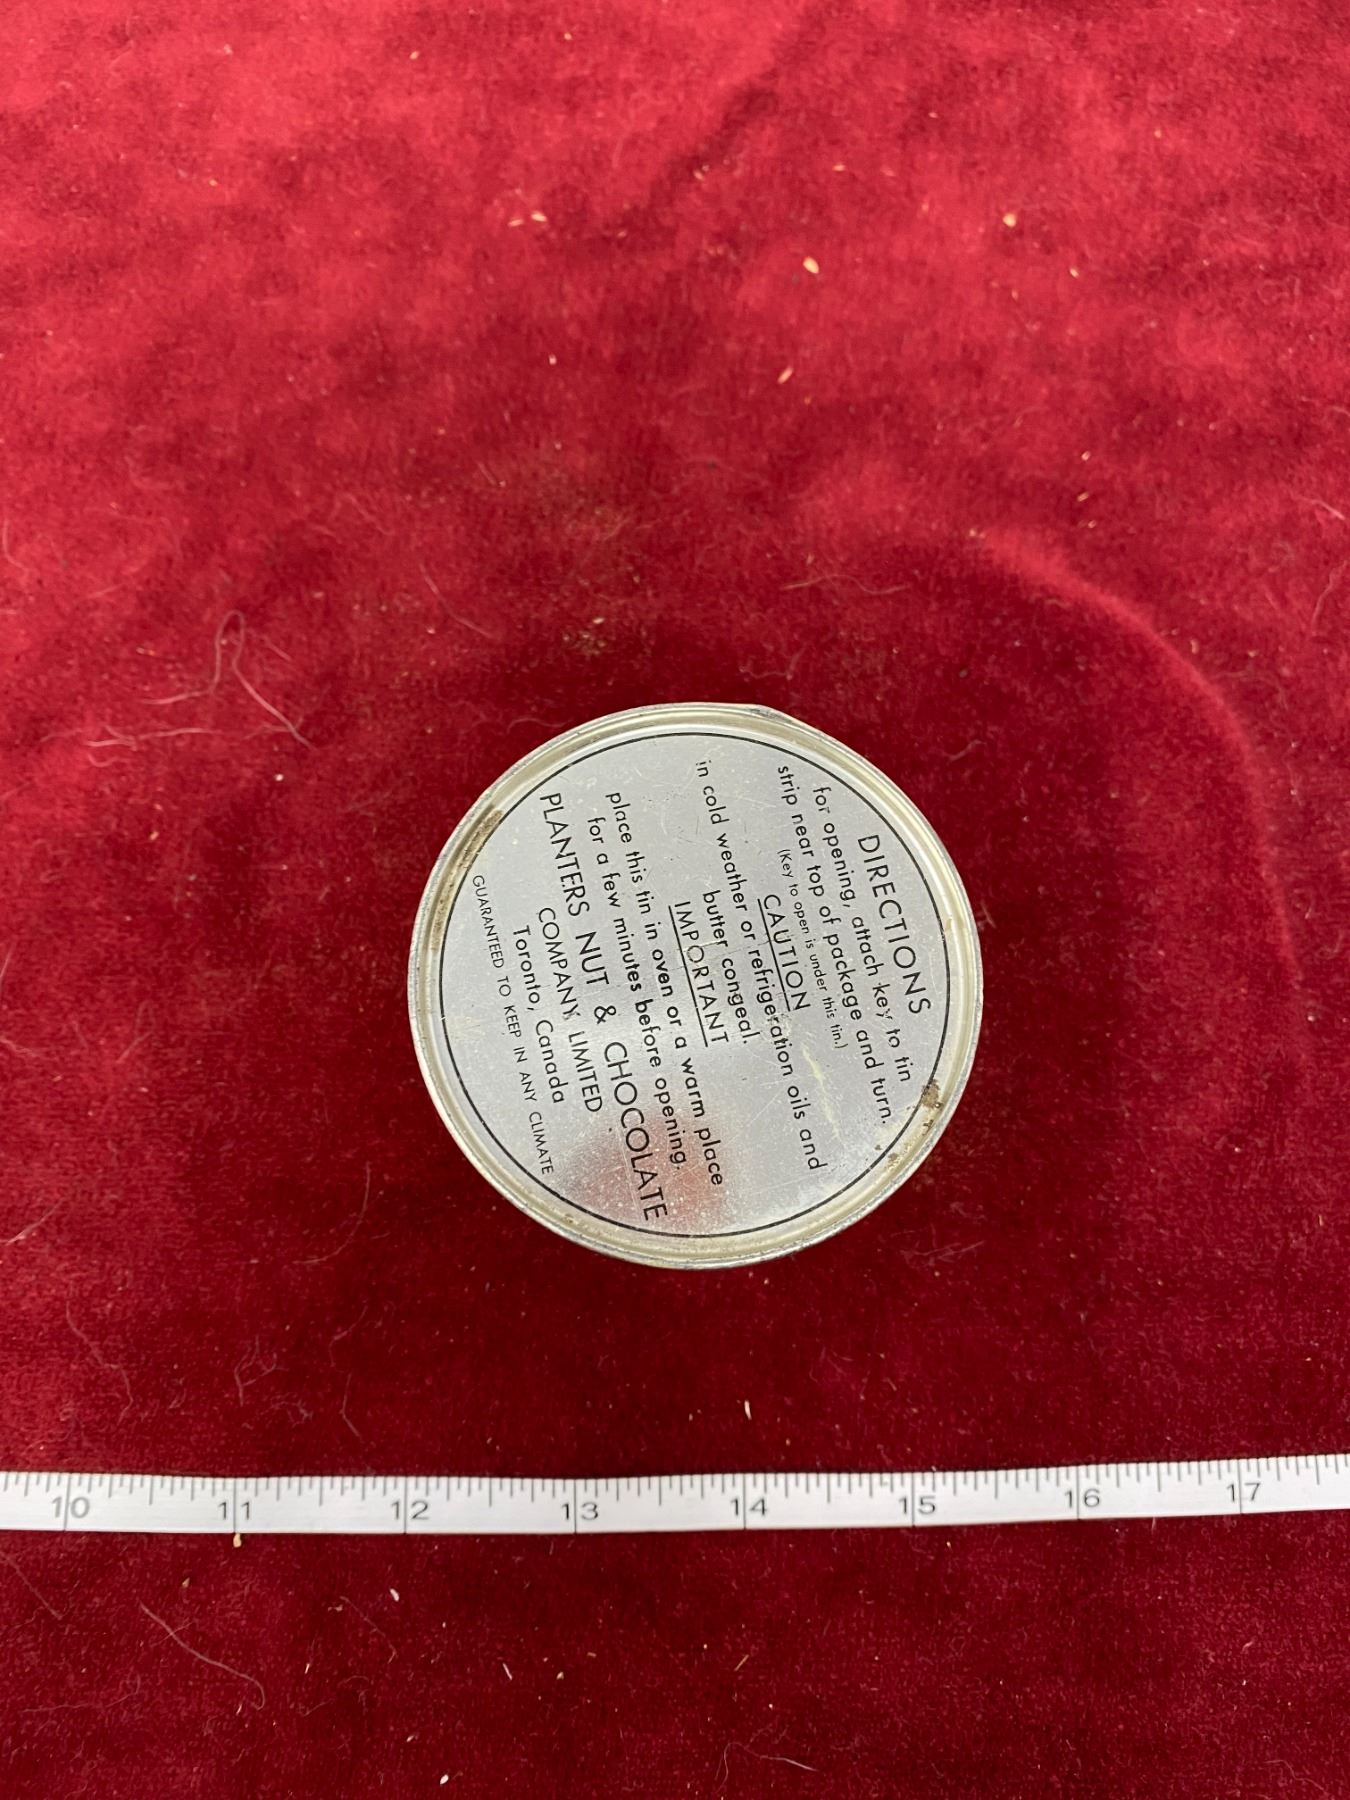 DIRECTIONS
for opening, attach key to tin
strip near top of package and turn.
(Key to open is under this tin.)
CAUTION
in cold weather or refrigeration oils and
butter congeal.
IMPORTANT
place this tin in oven or a warm place
for a few minutes before opening.
PLANTERS NUT & CHOCOLATE
COMPANY, LIMITED
Toronto, Canada
GUARANTEED TO KEEP IN ANY CLIMATE
10 11 12 13 14 15 16 17